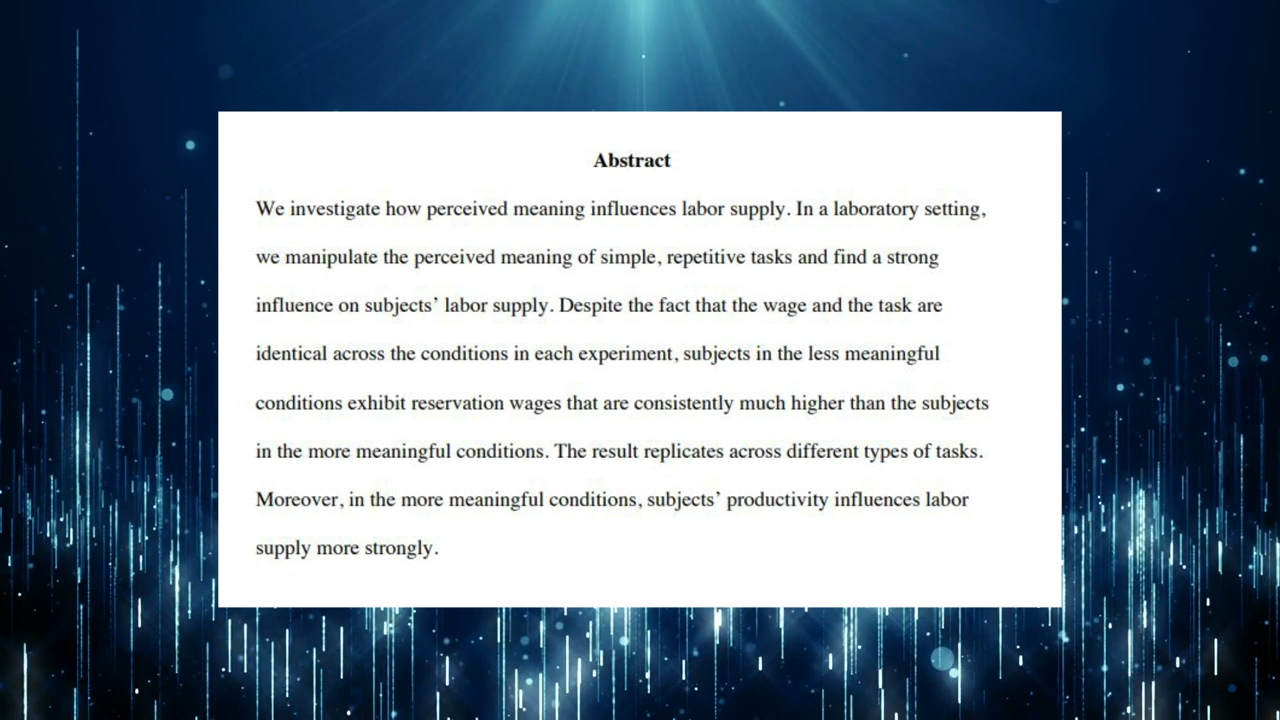 Abstract
We investigate how perceived meaning influences labor supply. In a laboratory setting,
we manipulate the perceived meaning of simple, repetitive tasks and find a strong
influence on subjects’ labor supply. Despite the fact that the wage and the task are
identical across the conditions in each experiment, subjects in the less meaningful
conditions exhibit reservation wages that are consistently much higher than the subjects
in the more meaningful conditions. The result replicates across different types of tasks.
Moreover, in the more meaningful conditions, subjects’ productivity influences labor
supply more strongly.